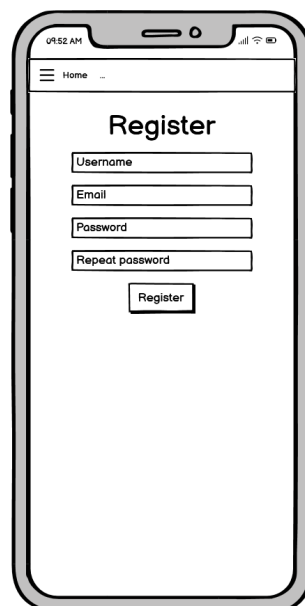 09:52 AM
Home ...
Register
Username
Email
Password
Repeat password
Register